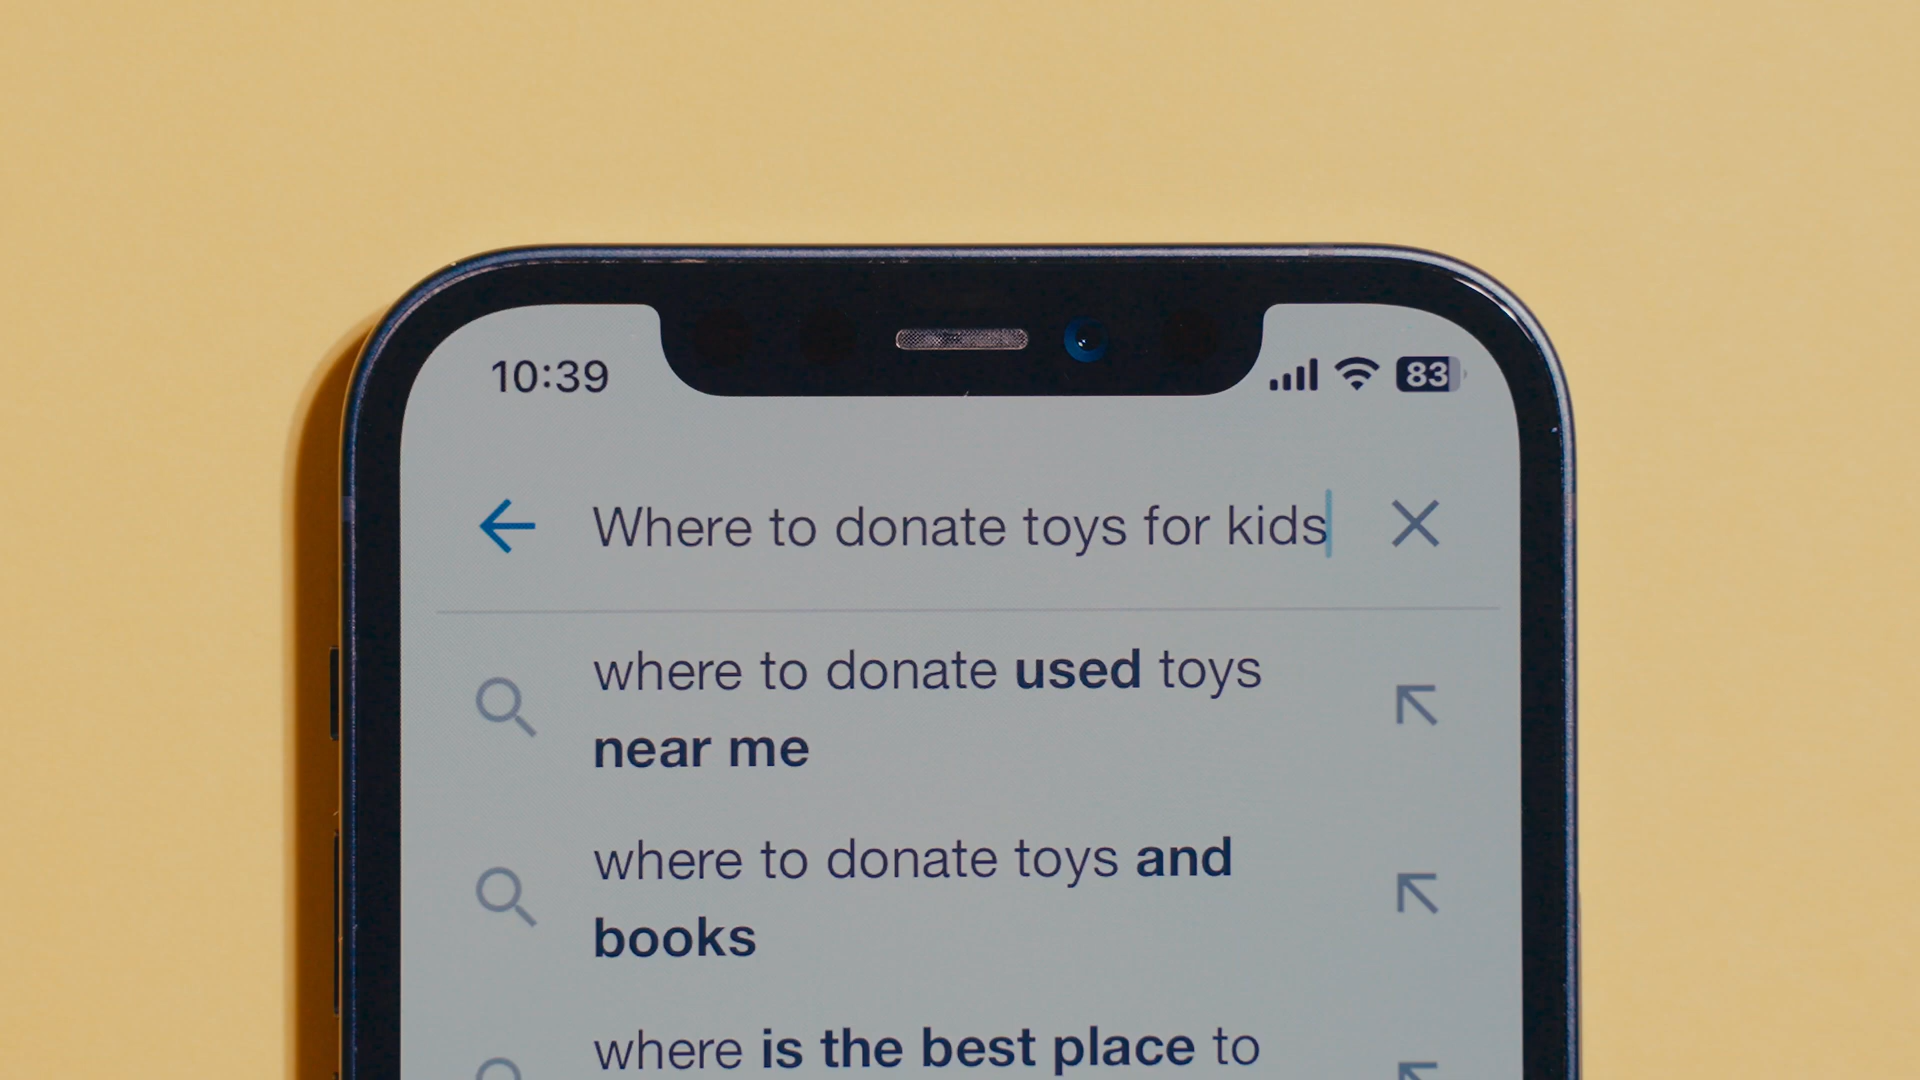 10:39
83
Where to donate toys for kids
where to donate used toys
near me
where to donate toys and
books
where is the best place to